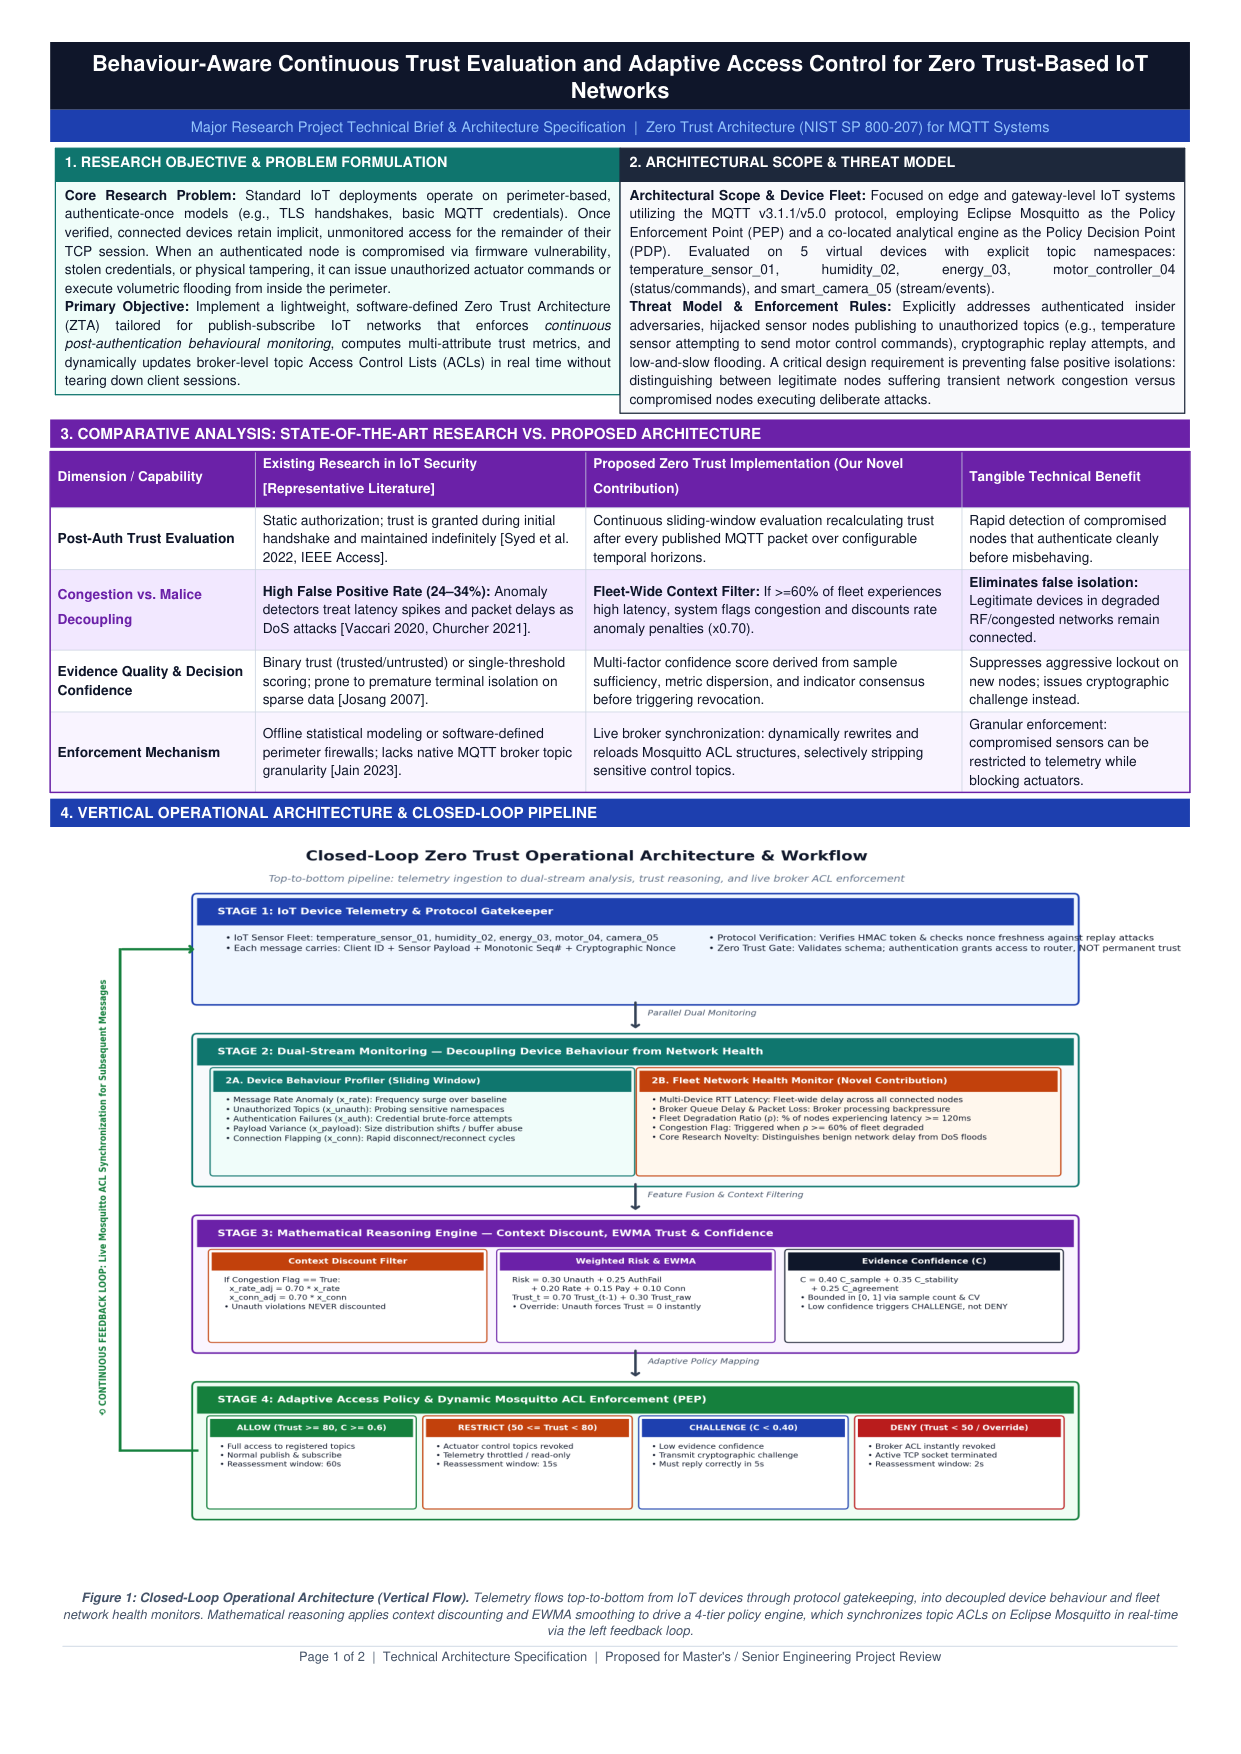 Behaviour-Aware Continuous Trust Evaluation and Adaptive Access Control for Zero Trust-Based IoT
Networks
Major Research Project Technical Brief & Architecture Specification | Zero Trust Architecture (NIST SP 800-207) for MQTT Systems
1. RESEARCH OBJECTIVE & PROBLEM FORMULATION
Core Research Problem: Standard IoT deployments operate on perimeter-based,
authenticate-once models (e.g., TLS handshakes, basic MQTT credentials). Once
verified, connected devices retain implicit, unmonitored access for the remainder of their
TCP session. When an authenticated node is compromised via firmware vulnerability,
stolen credentials, or physical tampering, it can issue unauthorized actuator commands or
execute volumetric flooding from inside the perimeter.
Primary Objective: Implement a lightweight, software-defined Zero Trust Architecture
(ZTA) tailored for publish-subscribe IoT networks that enforces continuous
post-authentication behavioural monitoring, computes multi-attribute trust metrics, and
dynamically updates broker-level topic Access Control Lists (ACLs) in real time without
tearing down client sessions.
2. ARCHITECTURAL SCOPE & THREAT MODEL
Architectural Scope & Device Fleet: Focused on edge and gateway-level IoT systems
utilizing the MQTT v3.1.1/v5.0 protocol, employing Eclipse Mosquitto as the Policy
Enforcement Point (PEP) and a co-located analytical engine as the Policy Decision Point
(PDP). Evaluated on 5 virtual devices with explicit topic namespaces:
temperature_sensor_01, humidity_02, energy_03, motor_controller_04
(status/commands), and smart_camera_05 (stream/events).
Threat Model & Enforcement Rules: Explicitly addresses authenticated insider
adversaries, hijacked sensor nodes publishing to unauthorized topics (e.g., temperature
sensor attempting to send motor control commands), cryptographic replay attempts, and
low-and-slow flooding. A critical design requirement is preventing false positive isolations:
distinguishing between legitimate nodes suffering transient network congestion versus
compromised nodes executing deliberate attacks.
3. COMPARATIVE ANALYSIS: STATE-OF-THE-ART RESEARCH VS. PROPOSED ARCHITECTURE
Dimension / Capability
Existing Research in IoT Security
[Representative Literature]
Proposed Zero Trust Implementation (Our Novel
Contribution)
Tangible Technical Benefit
Post-Auth Trust Evaluation
Static authorization; trust is granted during initial
handshake and maintained indefinitely [Syed et al.
2022, IEEE Access].
Continuous sliding-window evaluation recalculating trust
after every published MQTT packet over configurable
temporal horizons.
Rapid detection of compromised
nodes that authenticate cleanly
before misbehaving.
Congestion vs. Malice
Decoupling
High False Positive Rate (24–34%): Anomaly
detectors treat latency spikes and packet delays as
DoS attacks [Vaccari 2020, Churcher 2021].
Fleet-Wide Context Filter: If >=60% of fleet experiences
high latency, system flags congestion and discounts rate
anomaly penalties (x0.70).
Eliminates false isolation:
Legitimate devices in degraded
RF/congested networks remain
connected.
Evidence Quality & Decision
Confidence
Binary trust (trusted/untrusted) or single-threshold
scoring; prone to premature terminal isolation on
sparse data [Josang 2007].
Multi-factor confidence score derived from sample
sufficiency, metric dispersion, and indicator consensus
before triggering revocation.
Suppresses aggressive lockout on
new nodes; issues cryptographic
challenge instead.
Enforcement Mechanism
Offline statistical modeling or software-defined
perimeter firewalls; lacks native MQTT broker topic
granularity [Jain 2023].
Live broker synchronization: dynamically rewrites and
reloads Mosquitto ACL structures, selectively stripping
sensitive control topics.
Granular enforcement:
compromised sensors can be
restricted to telemetry while
blocking actuators.
4. VERTICAL OPERATIONAL ARCHITECTURE & CLOSED-LOOP PIPELINE
Closed-Loop Zero Trust Operational Architecture & Workflow
Top-to-bottom pipeline: telemetry ingestion to dual-stream analysis, trust reasoning, and live broker ACL enforcement
STAGE 1: IoT Device Telemetry & Protocol Gatekeeper
• IoT Sensor Fleet: temperature_sensor_01, humidity_02, energy_03, motor_04, camera_05
• Each message carries: Client ID + Sensor Payload + Monotonic Seq# + Cryptographic Nonce
• Protocol Verification: Verifies HMAC token & checks nonce freshness against replay attacks
• Zero Trust Gate: Validates schema; authentication grants access to router, NOT permanent trust
Parallel Dual Monitoring
STAGE 2: Dual-Stream Monitoring — Decoupling Device Behaviour from Network Health
2A. Device Behaviour Profiler (Sliding Window)
• Message Rate Anomaly (x_rate): Frequency surge over baseline
• Unauthorized Topics (x_unauth): Probing sensitive namespaces
• Authentication Failures (x_auth): Credential brute-force attempts
• Payload Variance (x_payload): Size distribution shifts / buffer abuse
• Connection Flapping (x_conn): Rapid disconnect/reconnect cycles
2B. Fleet Network Health Monitor (Novel Contribution)
• Multi-Device RTT Latency: Fleet-wide delay across all connected nodes
• Broker Queue Delay & Packet Loss: Broker processing backpressure
• Fleet Degradation Ratio (ρ): % of nodes experiencing latency >= 120ms
• Congestion Flag: Triggered when ρ >= 60% of fleet degraded
• Core Research Novelty: Distinguishes benign network delay from DoS floods
Feature Fusion & Context Filtering
STAGE 3: Mathematical Reasoning Engine — Context Discount, EWMA Trust & Confidence
Context Discount Filter
If Congestion Flag == True:
x_rate_adj = 0.70 * x_rate
x_conn_adj = 0.70 * x_conn
• Unauth violations NEVER discounted
Weighted Risk & EWMA
Risk = 0.30 Unauth + 0.25 AuthFail
+ 0.20 Rate + 0.15 Pay + 0.10 Conn
Trust_t = 0.70 Trust_(t-1) + 0.30 Trust_raw
• Override: Unauth forces Trust = 0 instantly
Evidence Confidence (C)
C = 0.40 C_sample + 0.35 C_stability
+ 0.25 C_agreement
• Bounded in [0, 1] via sample count & CV
• Low confidence triggers CHALLENGE, not DENY
Adaptive Policy Mapping
STAGE 4: Adaptive Access Policy & Dynamic Mosquitto ACL Enforcement (PEP)
ALLOW (Trust >= 80, C >= 0.6)
• Full access to registered topics
• Normal publish & subscribe
• Reassessment window: 60s
RESTRICT (50 <= Trust < 80)
• Actuator control topics revoked
• Telemetry throttled / read-only
• Reassessment window: 15s
CHALLENGE (C < 0.40)
• Low evidence confidence
• Transmit cryptographic challenge
• Must reply correctly in 5s
DENY (Trust < 50 / Override)
• Broker ACL instantly revoked
• Active TCP socket terminated
• Reassessment window: 2s
⟲ CONTINUOUS FEEDBACK LOOP: Live Mosquitto ACL Synchronization for Subsequent Messages
Figure 1: Closed-Loop Operational Architecture (Vertical Flow). Telemetry flows top-to-bottom from IoT devices through protocol gatekeeping, into decoupled device behaviour and fleet
network health monitors. Mathematical reasoning applies context discounting and EWMA smoothing to drive a 4-tier policy engine, which synchronizes topic ACLs on Eclipse Mosquitto in real-time
via the left feedback loop.
Page 1 of 2 | Technical Architecture Specification | Proposed for Master's / Senior Engineering Project Review